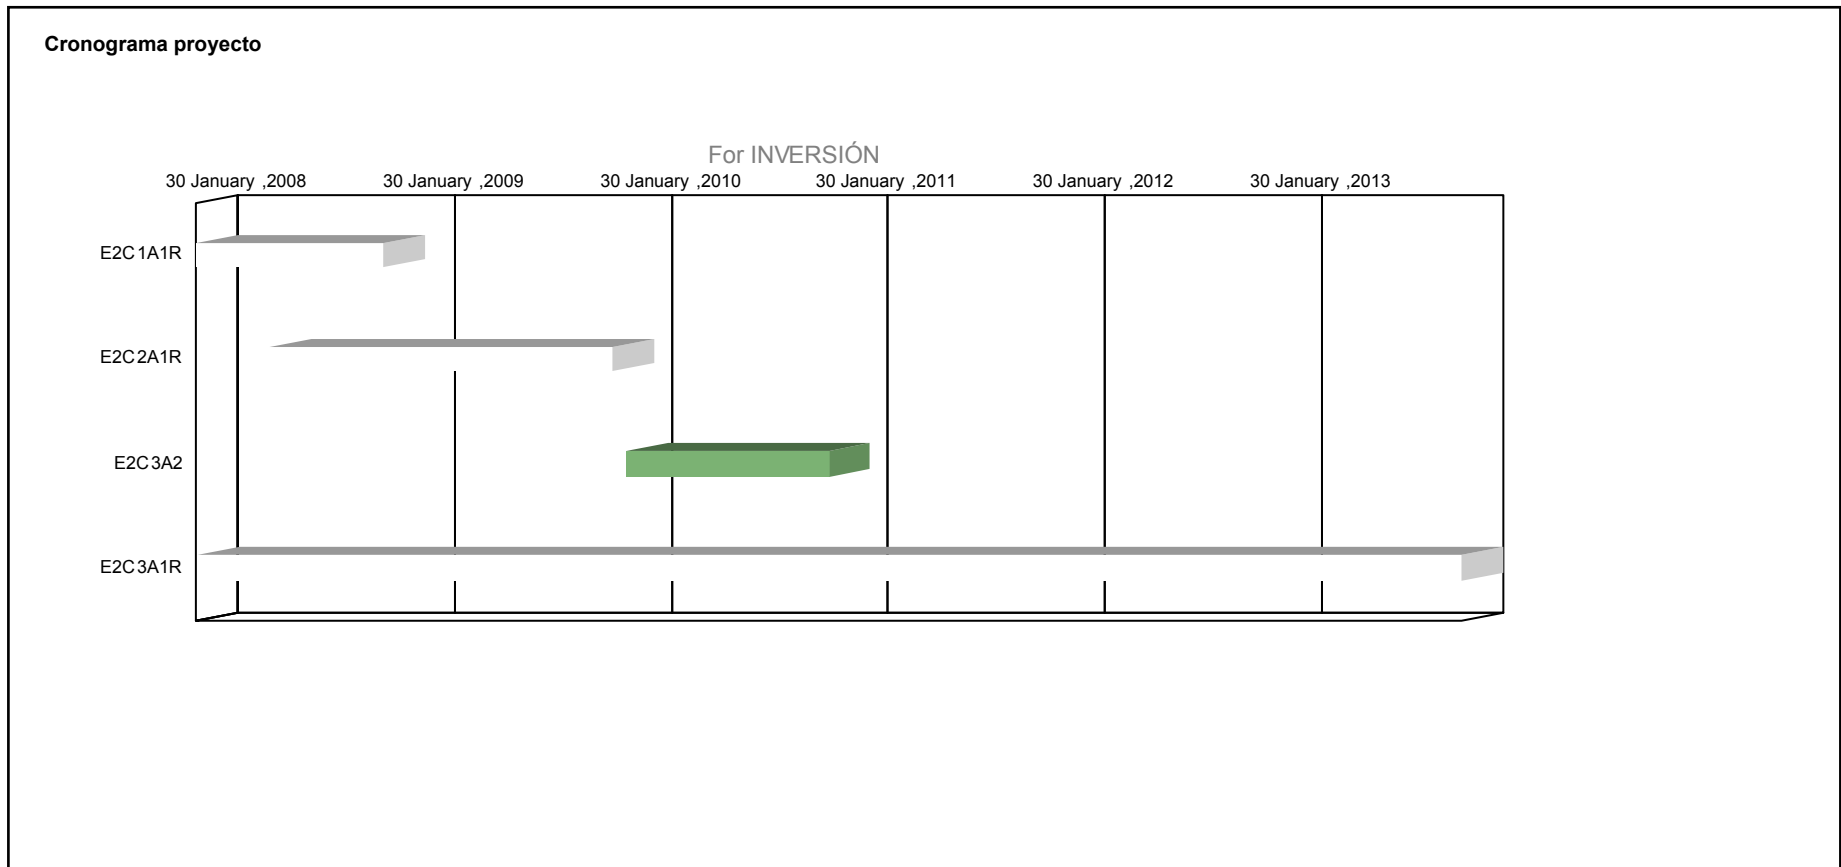 Cronograma proyecto
For INVERSIÓN
30 January ,2008 30 January ,2009 30 January ,2010 30 January ,2011 30 January ,2012 30 January ,2013
E2C1A1R
E2C2A1R
E2C3A2
E2C3A1R